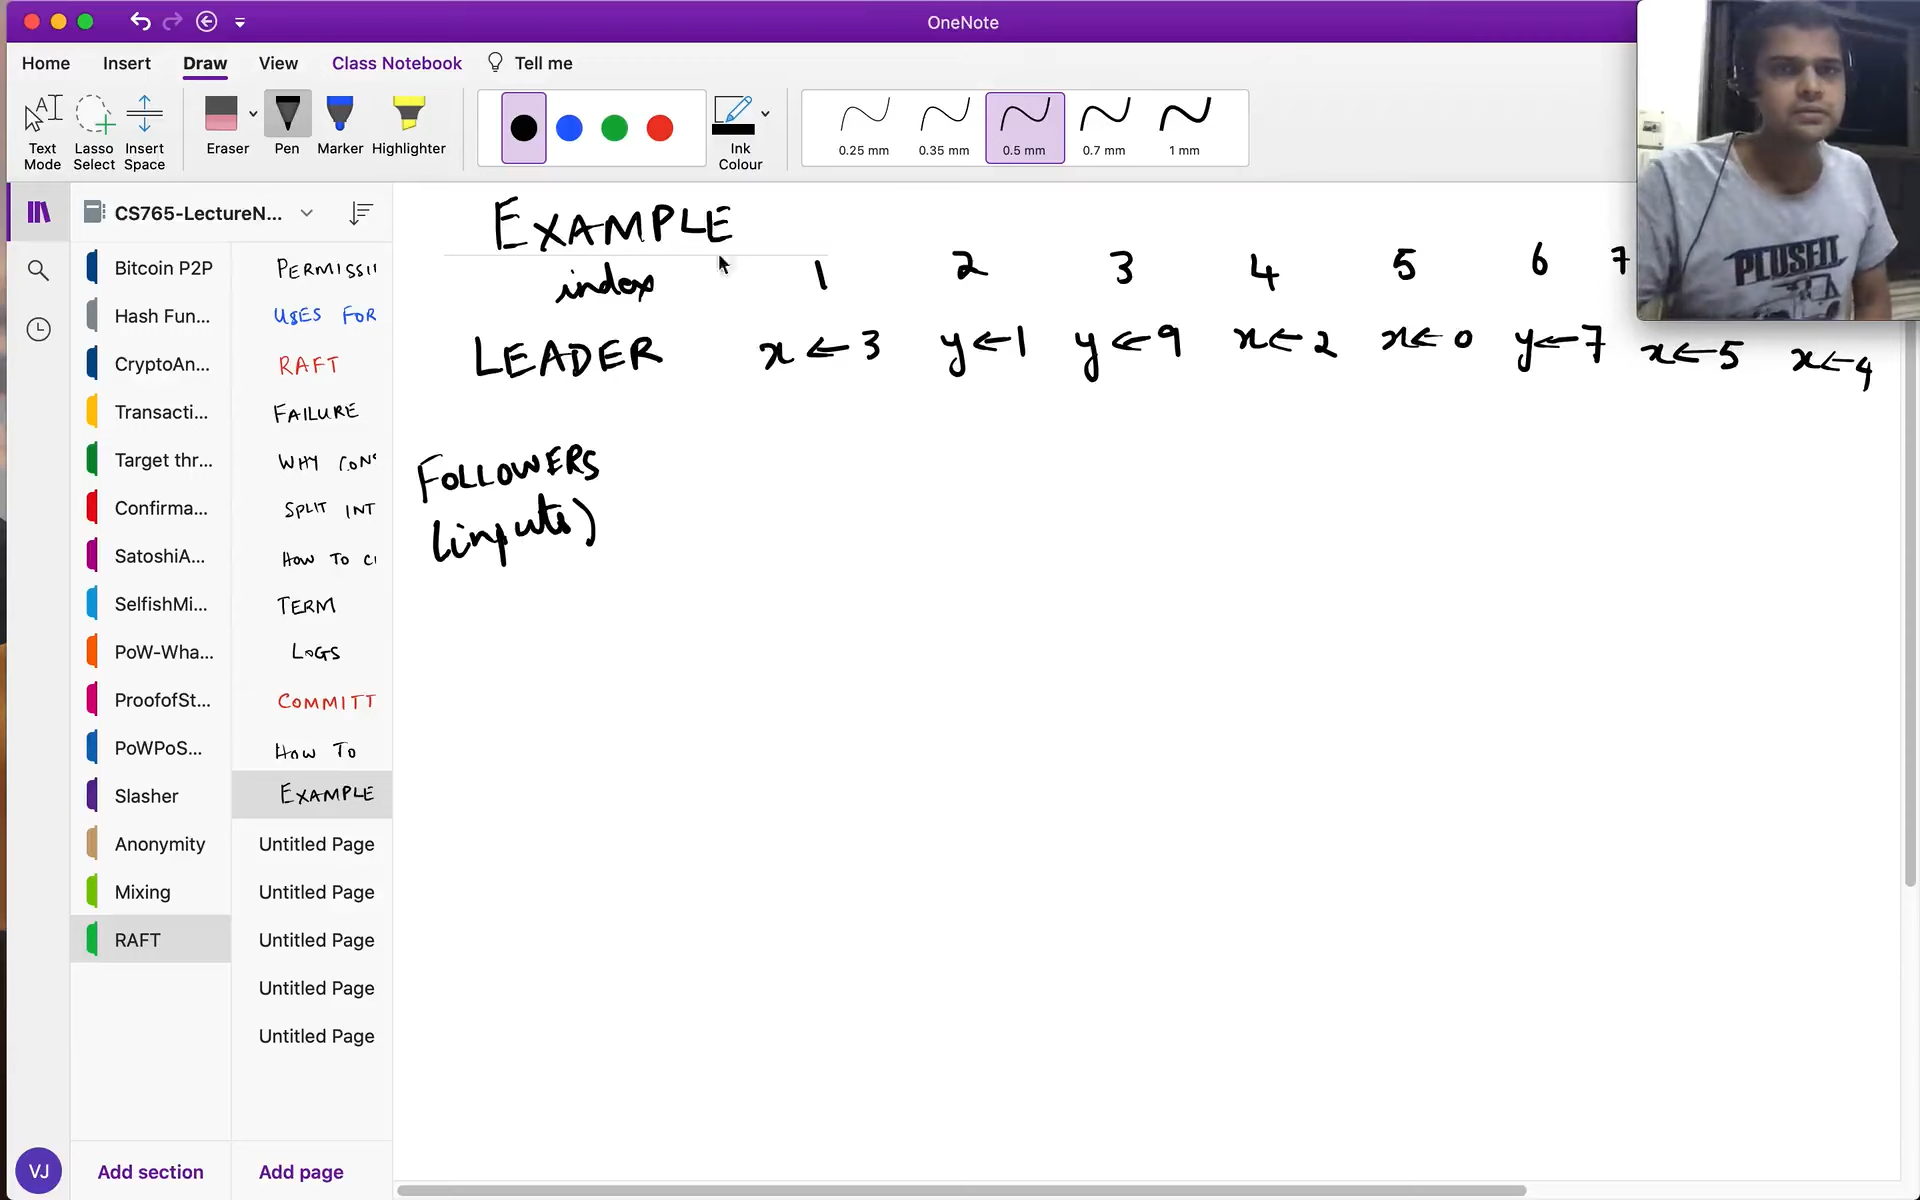 OneNote
Home Insert Draw View Class Notebook Tell me
Text Mode Lasso Select Insert Space Eraser Pen Marker Highlighter Ink Colour 0.25 mm 0.35 mm 0.5 mm 0.7 mm 1 mm
CS765-LectureN...
Bitcoin P2P
Hash Fun...
CryptoAn...
Transacti...
Target thr...
Confirma...
SatoshiA...
SelfishMi...
PoW-Wha...
ProofofSt...
PoWPoS...
Slasher
Anonymity
Mixing
RAFT
Add section
PERMISSI
USES FOR
RAFT
FAILURE
WHY CONS
SPLIT INT
HOW TO C
TERM
LOGS
COMMITT
HOW TO
EXAMPLE
Untitled Page
Untitled Page
Untitled Page
Untitled Page
Untitled Page
Add page
VJ
EXAMPLE
index 1 2 3 4 5 6 7
LEADER x ← 3 y ← 1 y ← 9 x ← 2 x ← 0 y ← 7 x ← 5 x ← 4
FOLLOWERS
(inputs)
PLUSFIT